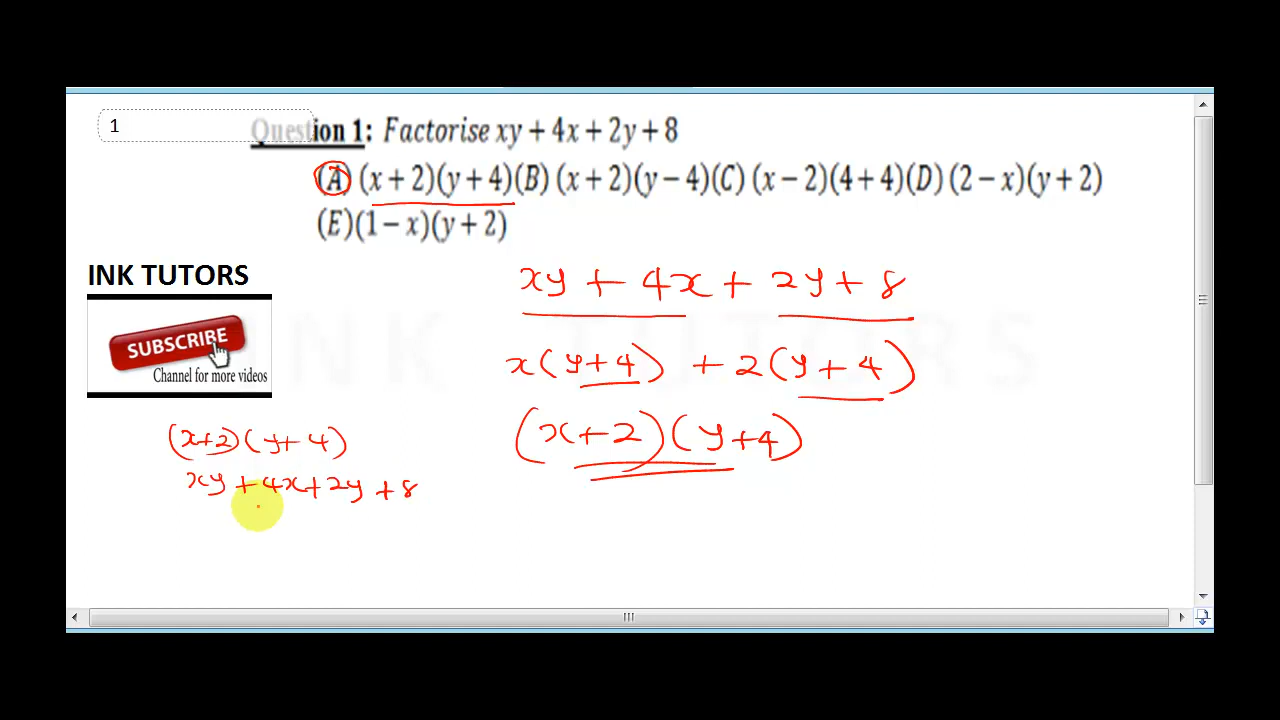 1
Question 1: Factorise xy + 4x + 2y + 8
(A) (x + 2)(y + 4)(B) (x + 2)(y − 4)(C) (x − 2)(4 + 4)(D) (2 − x)(y + 2)
(E)(1 − x)(y + 2)
INK TUTORS
SUBSCRIBE
Channel for more videos
INK TUTORS
xy + 4x + 2y + 8
x(y+4) + 2(y+4)
(x+2)(y+4)
(x+2)(y+4)
xy + 4x + 2y + 8